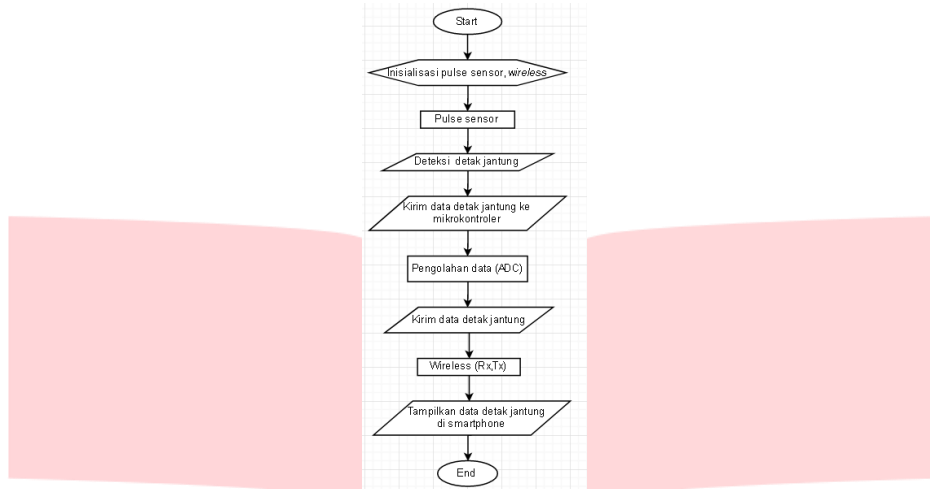 Start
Inisialisasi pulse sensor, wireless
Pulse sensor
Deteksi detak jantung
Kirim data detak jantung ke
mikrokontroler
Pengolahan data (ADC)
Kirim data detak jantung
Wireless (Rx,Tx)
Tampilkan data detak jantung
di smartphone
End